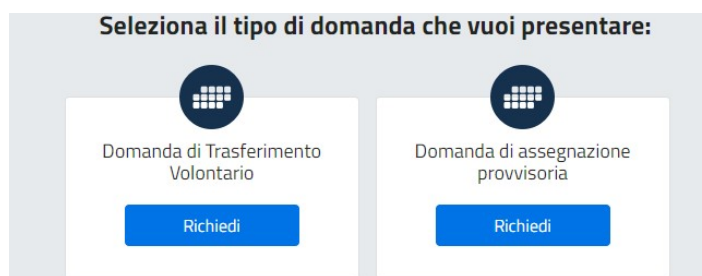 Seleziona il tipo di domanda che vuoi presentare:
Domanda di Trasferimento
Volontario
Richiedi
Domanda di assegnazione
provvisoria
Richiedi